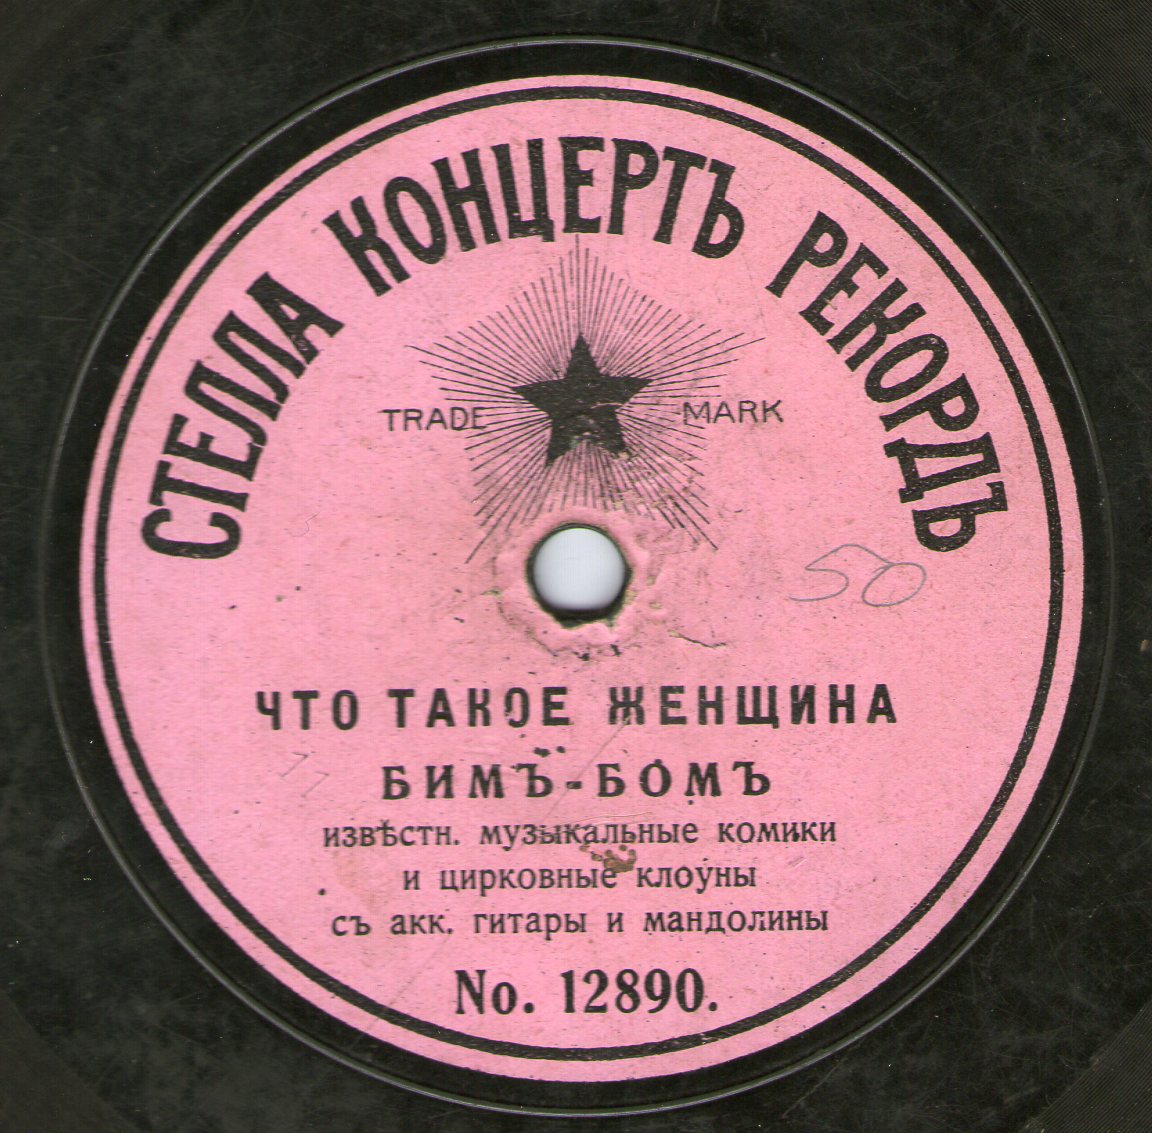 СТЕЛЛА КОНЦЕРТЪ РЕКОРДЪ
TRADE MARK
50
ЧТО ТАКОЕ ЖЕНЩИНА
БИМЪ-БОМЪ
извѣстн. музыкальные комики
и цирковные клоуны
съ акк. гитары и мандолины
No. 12890.